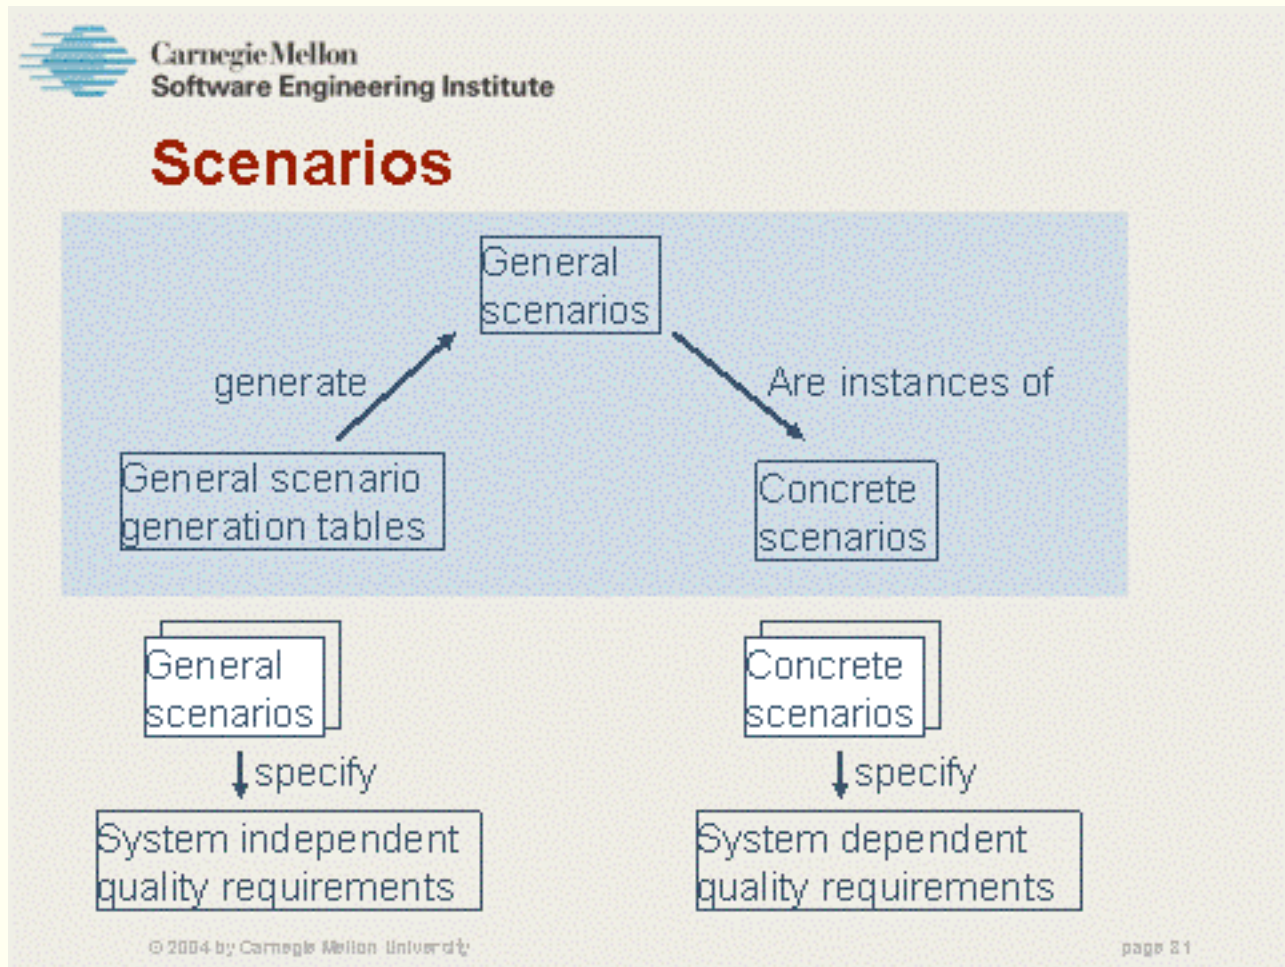 Carnegie Mellon
Software Engineering Institute
Scenarios
General
scenarios
generate
Are instances of
General scenario
generation tables
Concrete
scenarios
General
scenarios
Concrete
scenarios
specify
specify
System independent
quality requirements
System dependent
quality requirements
© 2004 by Carnegie Mellon University
page 21